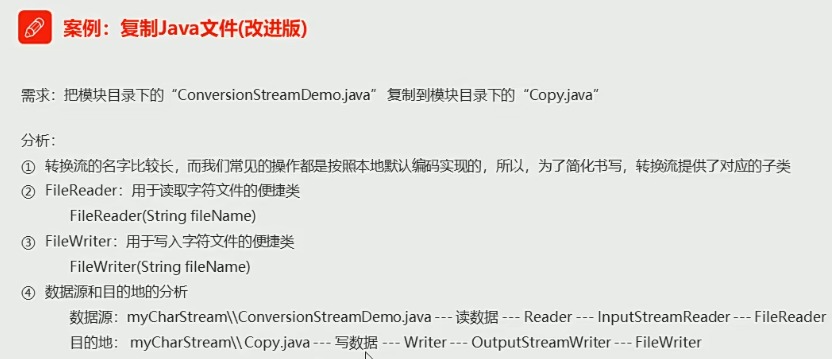 案例：复制Java文件(改进版)
需求：把模块目录下的“ConversionStreamDemo.java” 复制到模块目录下的 “Copy.java”
分析：
① 转换流的名字比较长，而我们常见的操作都是按照本地默认编码实现的，所以，为了简化书写，转换流提供了对应的子类
② FileReader：用于读取字符文件的便捷类
FileReader(String fileName)
③ FileWriter：用于写入字符文件的便捷类
FileWriter(String fileName)
④ 数据源和目的地的分析
数据源：myCharStream\\ConversionStreamDemo.java --- 读数据 --- Reader --- InputStreamReader --- FileReader
目的地： myCharStream\\ Copy.java --- 写数据 --- Writer --- OutputStreamWriter --- FileWriter